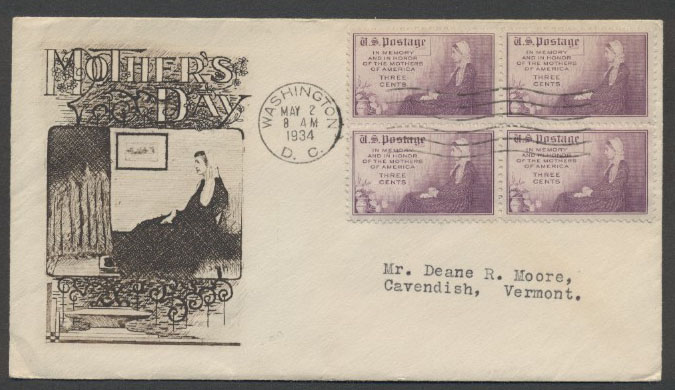 MOTHER'S
DAY
WASHINGTON
MAY 2
8 AM
1934
D. C.
U.S. Postage
IN MEMORY
AND IN HONOR
OF THE MOTHERS
OF AMERICA
THREE
CENTS
U.S. Postage
IN MEMORY
AND IN HONOR
OF THE MOTHERS
OF AMERICA
THREE
CENTS
U.S. Postage
IN MEMORY
AND IN HONOR
OF THE MOTHERS
OF AMERICA
THREE
CENTS
U.S. Postage
IN MEMORY
AND IN HONOR
OF THE MOTHERS
OF AMERICA
THREE
CENTS
Mr. Deane R. Moore,
Cavendish, Vermont.